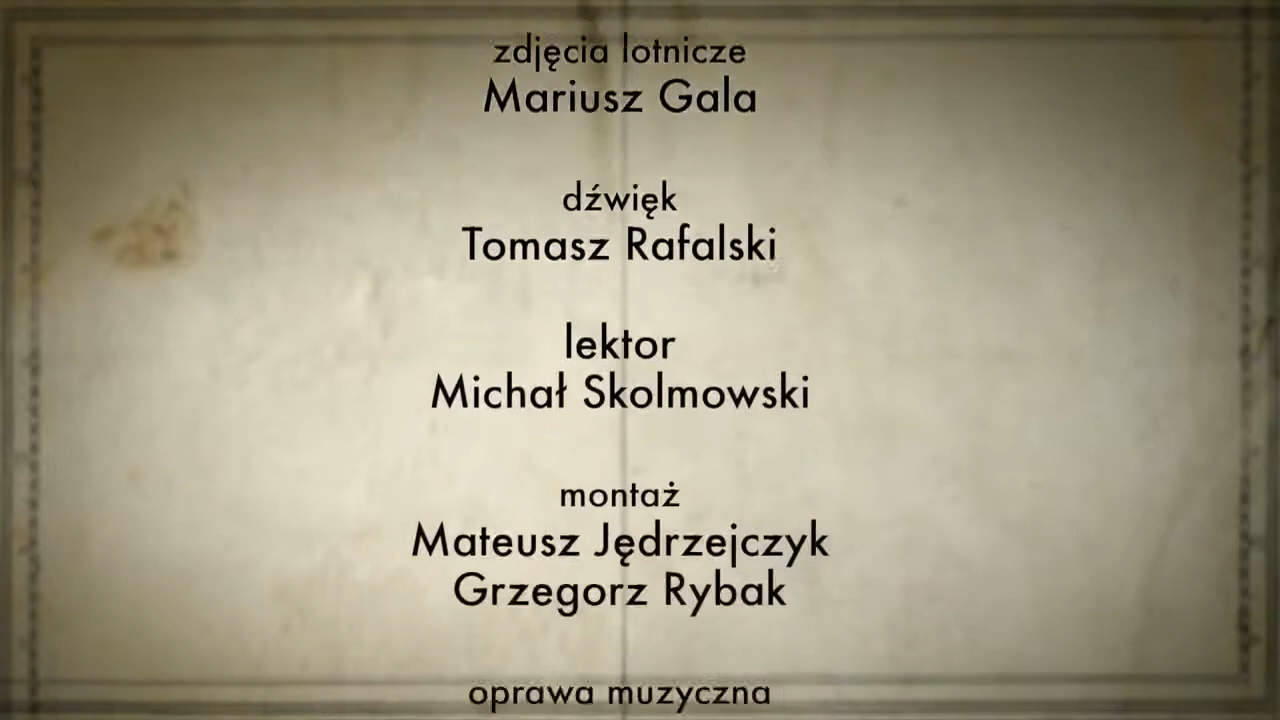 zdjęcia lotnicze
Mariusz Gala
dźwięk
Tomasz Rafalski
lektor
Michał Skolmowski
montaż
Mateusz Jędrzejczyk
Grzegorz Rybak
oprawa muzyczna